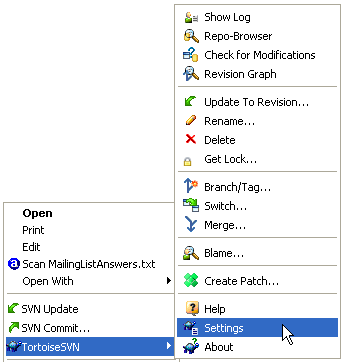 Show Log
Repo-Browser
Check for Modifications
Revision Graph
Update To Revision...
Rename...
Delete
Get Lock...
Branch/Tag...
Switch...
Merge...
Blame...
Create Patch...
Help
Settings
About
Open
Print
Edit
Scan MailingListAnswers.txt
Open With
SVN Update
SVN Commit...
TortoiseSVN